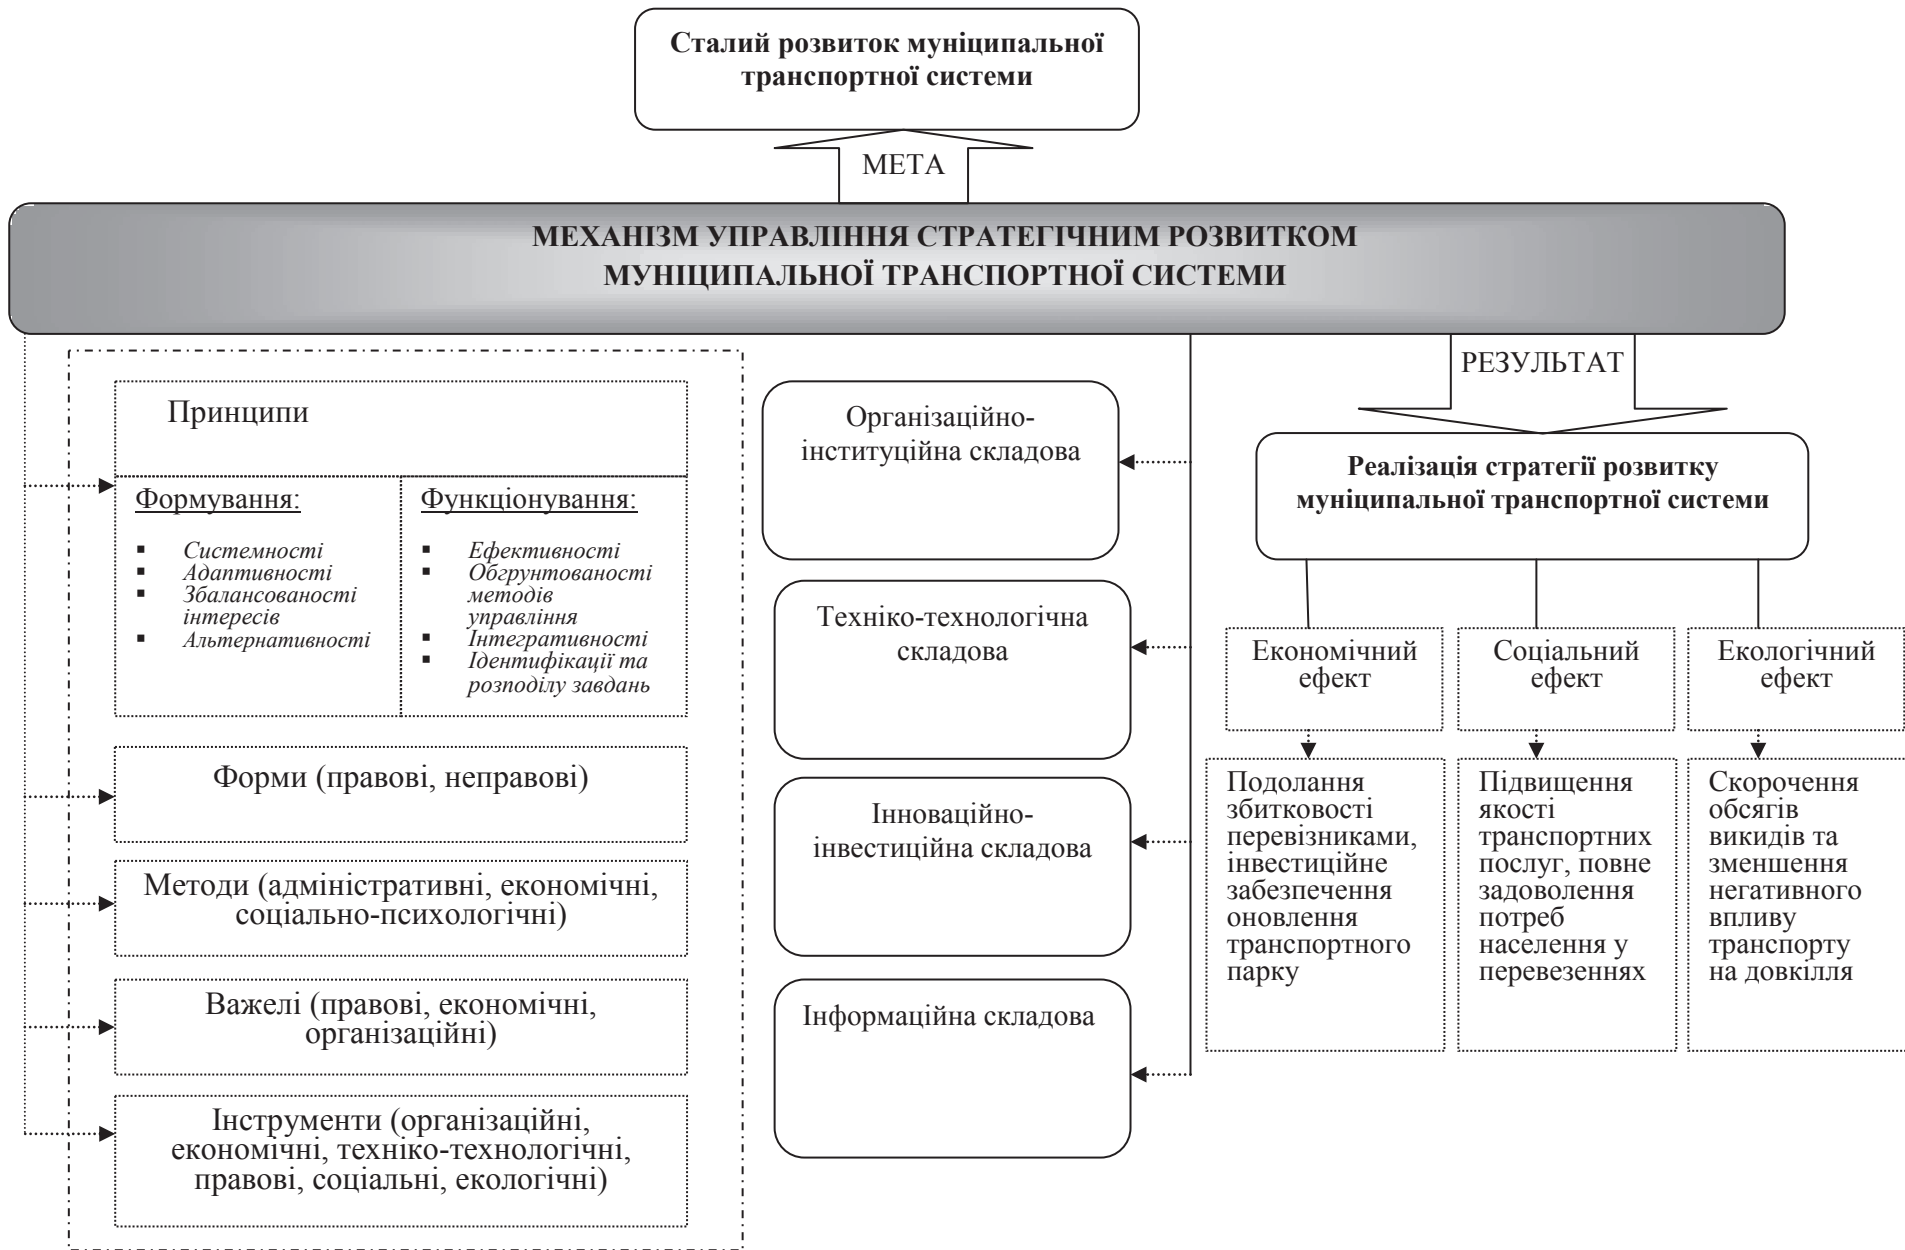 Сталий розвиток муніципальної
транспортної системи
МЕТА
МЕХАНІЗМ УПРАВЛІННЯ СТРАТЕГІЧНИМ РОЗВИТКОМ
МУНІЦИПАЛЬНОЇ ТРАНСПОРТНОЇ СИСТЕМИ
Принципи
Формування:
▪ Системності
▪ Адаптивності
▪ Збалансованості
інтересів
▪ Альтернативності
Функціонування:
▪ Ефективності
▪ Обгрунтованості
методів
управління
▪ Інтегративності
▪ Ідентифікації та
розподілу завдань
Форми (правові, неправові)
Методи (адміністративні, економічні,
соціально-психологічні)
Важелі (правові, економічні,
організаційні)
Інструменти (організаційні,
економічні, техніко-технологічні,
правові, соціальні, екологічні)
Організаційно-
інституційна складова
Техніко-технологічна
складова
Інноваційно-
інвестиційна складова
Інформаційна складова
РЕЗУЛЬТАТ
Реалізація стратегії розвитку
муніципальної транспортної системи
Економічний
ефект
Соціальний
ефект
Екологічний
ефект
Подолання
збитковості
перевізниками,
інвестиційне
забезпечення
оновлення
транспортного
парку
Підвищення
якості
транспортних
послуг, повне
задоволення
потреб
населення у
перевезеннях
Скорочення
обсягів
викидів та
зменшення
негативного
впливу
транспорту
на довкілля